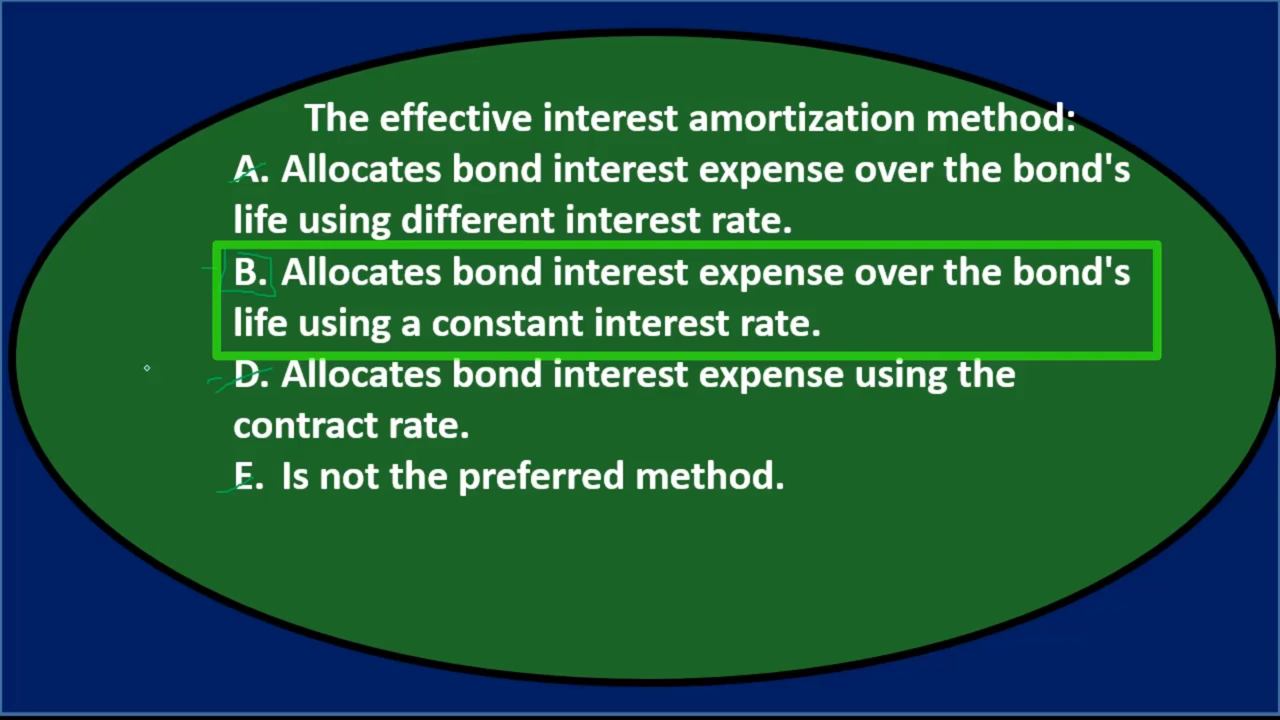 The effective interest amortization method:
A. Allocates bond interest expense over the bond's
life using different interest rate.
B. Allocates bond interest expense over the bond's
life using a constant interest rate.
D. Allocates bond interest expense using the
contract rate.
E. Is not the preferred method.